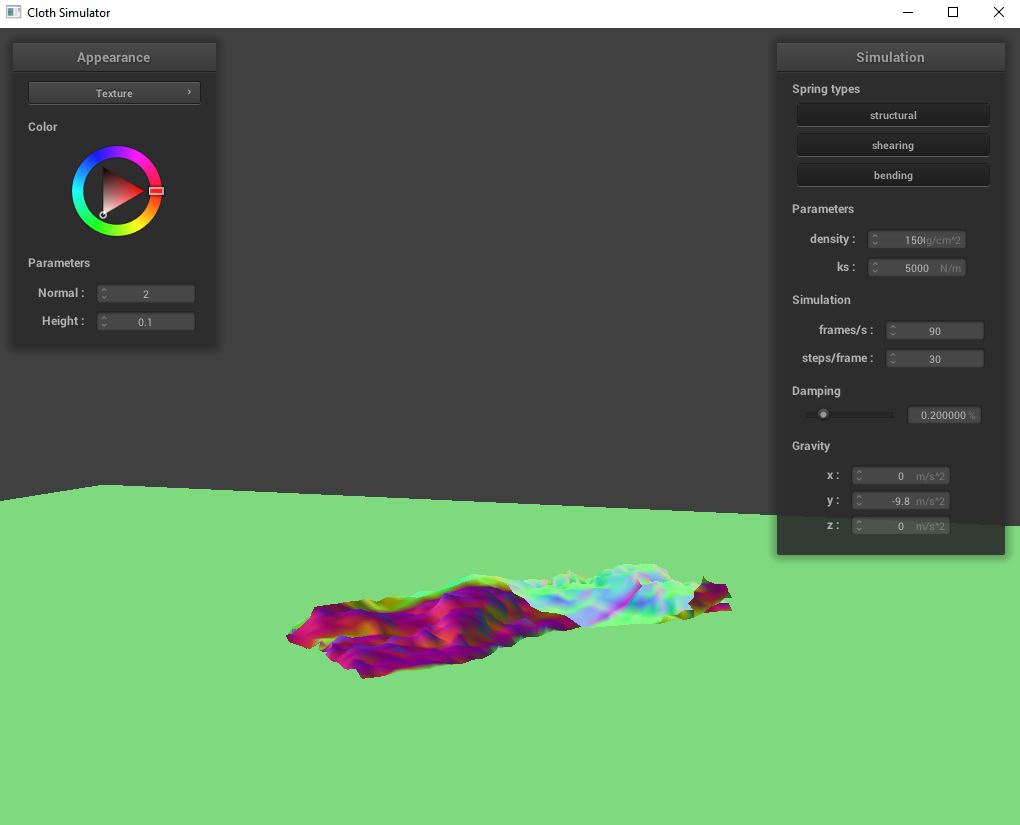 Cloth Simulator
Appearance
Texture ›
Color
Parameters
Normal : 2
Height : 0.1
Simulation
Spring types
structural
shearing
bending
Parameters
density : 150 g/cm^2
ks : 5000 N/m
Simulation
frames/s : 90
steps/frame : 30
Damping
0.200000 %
Gravity
x : 0 m/s^2
y : -9.8 m/s^2
z : 0 m/s^2